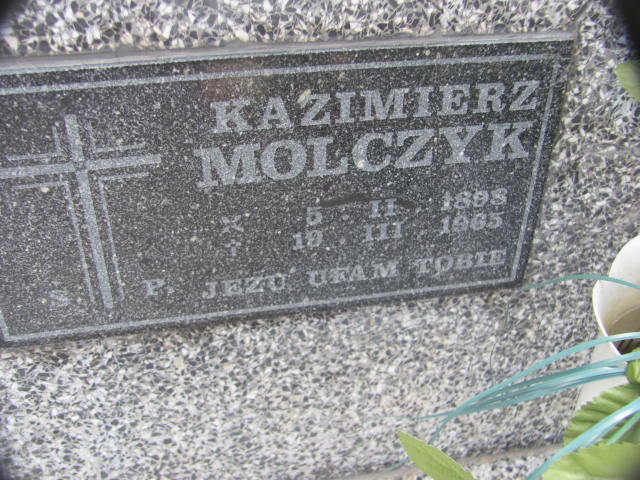 KAZIMIERZ
MOLCZYK
× 5 II 1898
† 19 III 1965
Ś. P. JEZU UFAM TOBIE